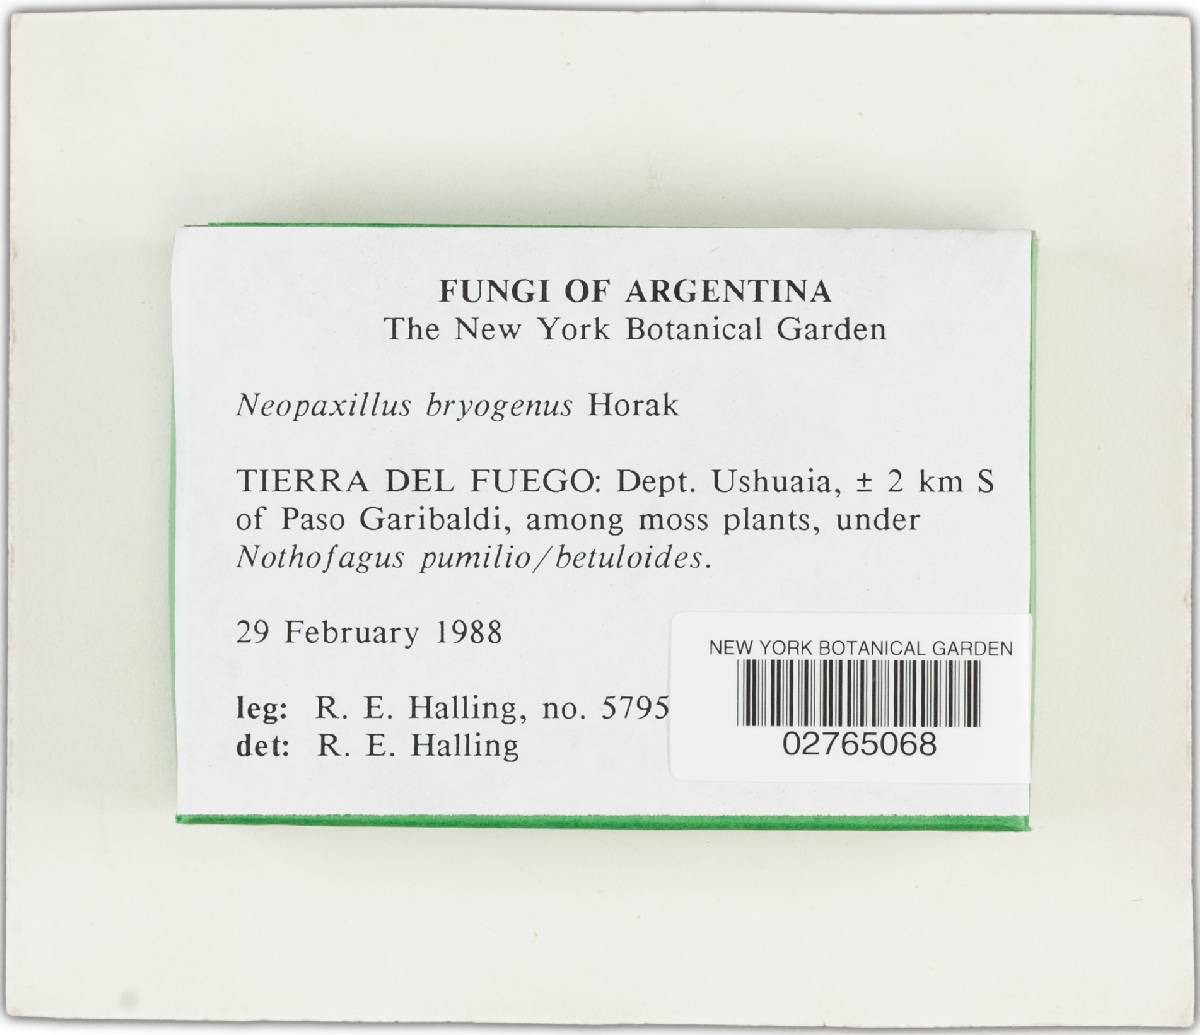 FUNGI OF ARGENTINA
The New York Botanical Garden
Neopaxillus bryogenus Horak
TIERRA DEL FUEGO: Dept. Ushuaia, ± 2 km S
of Paso Garibaldi, among moss plants, under
Nothofagus pumilio/betuloides.
29 February 1988
leg: R. E. Halling, no. 5795
det: R. E. Halling
NEW YORK BOTANICAL GARDEN
02765068